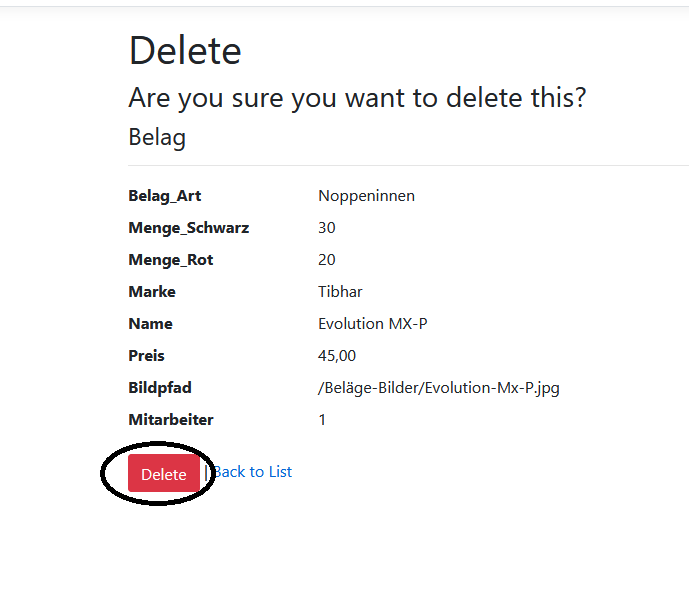 Delete
Are you sure you want to delete this?
Belag
Belag_Art Noppeninnen
Menge_Schwarz 30
Menge_Rot 20
Marke Tibhar
Name Evolution MX-P
Preis 45,00
Bildpfad /Beläge-Bilder/Evolution-Mx-P.jpg
Mitarbeiter 1
Delete | Back to List